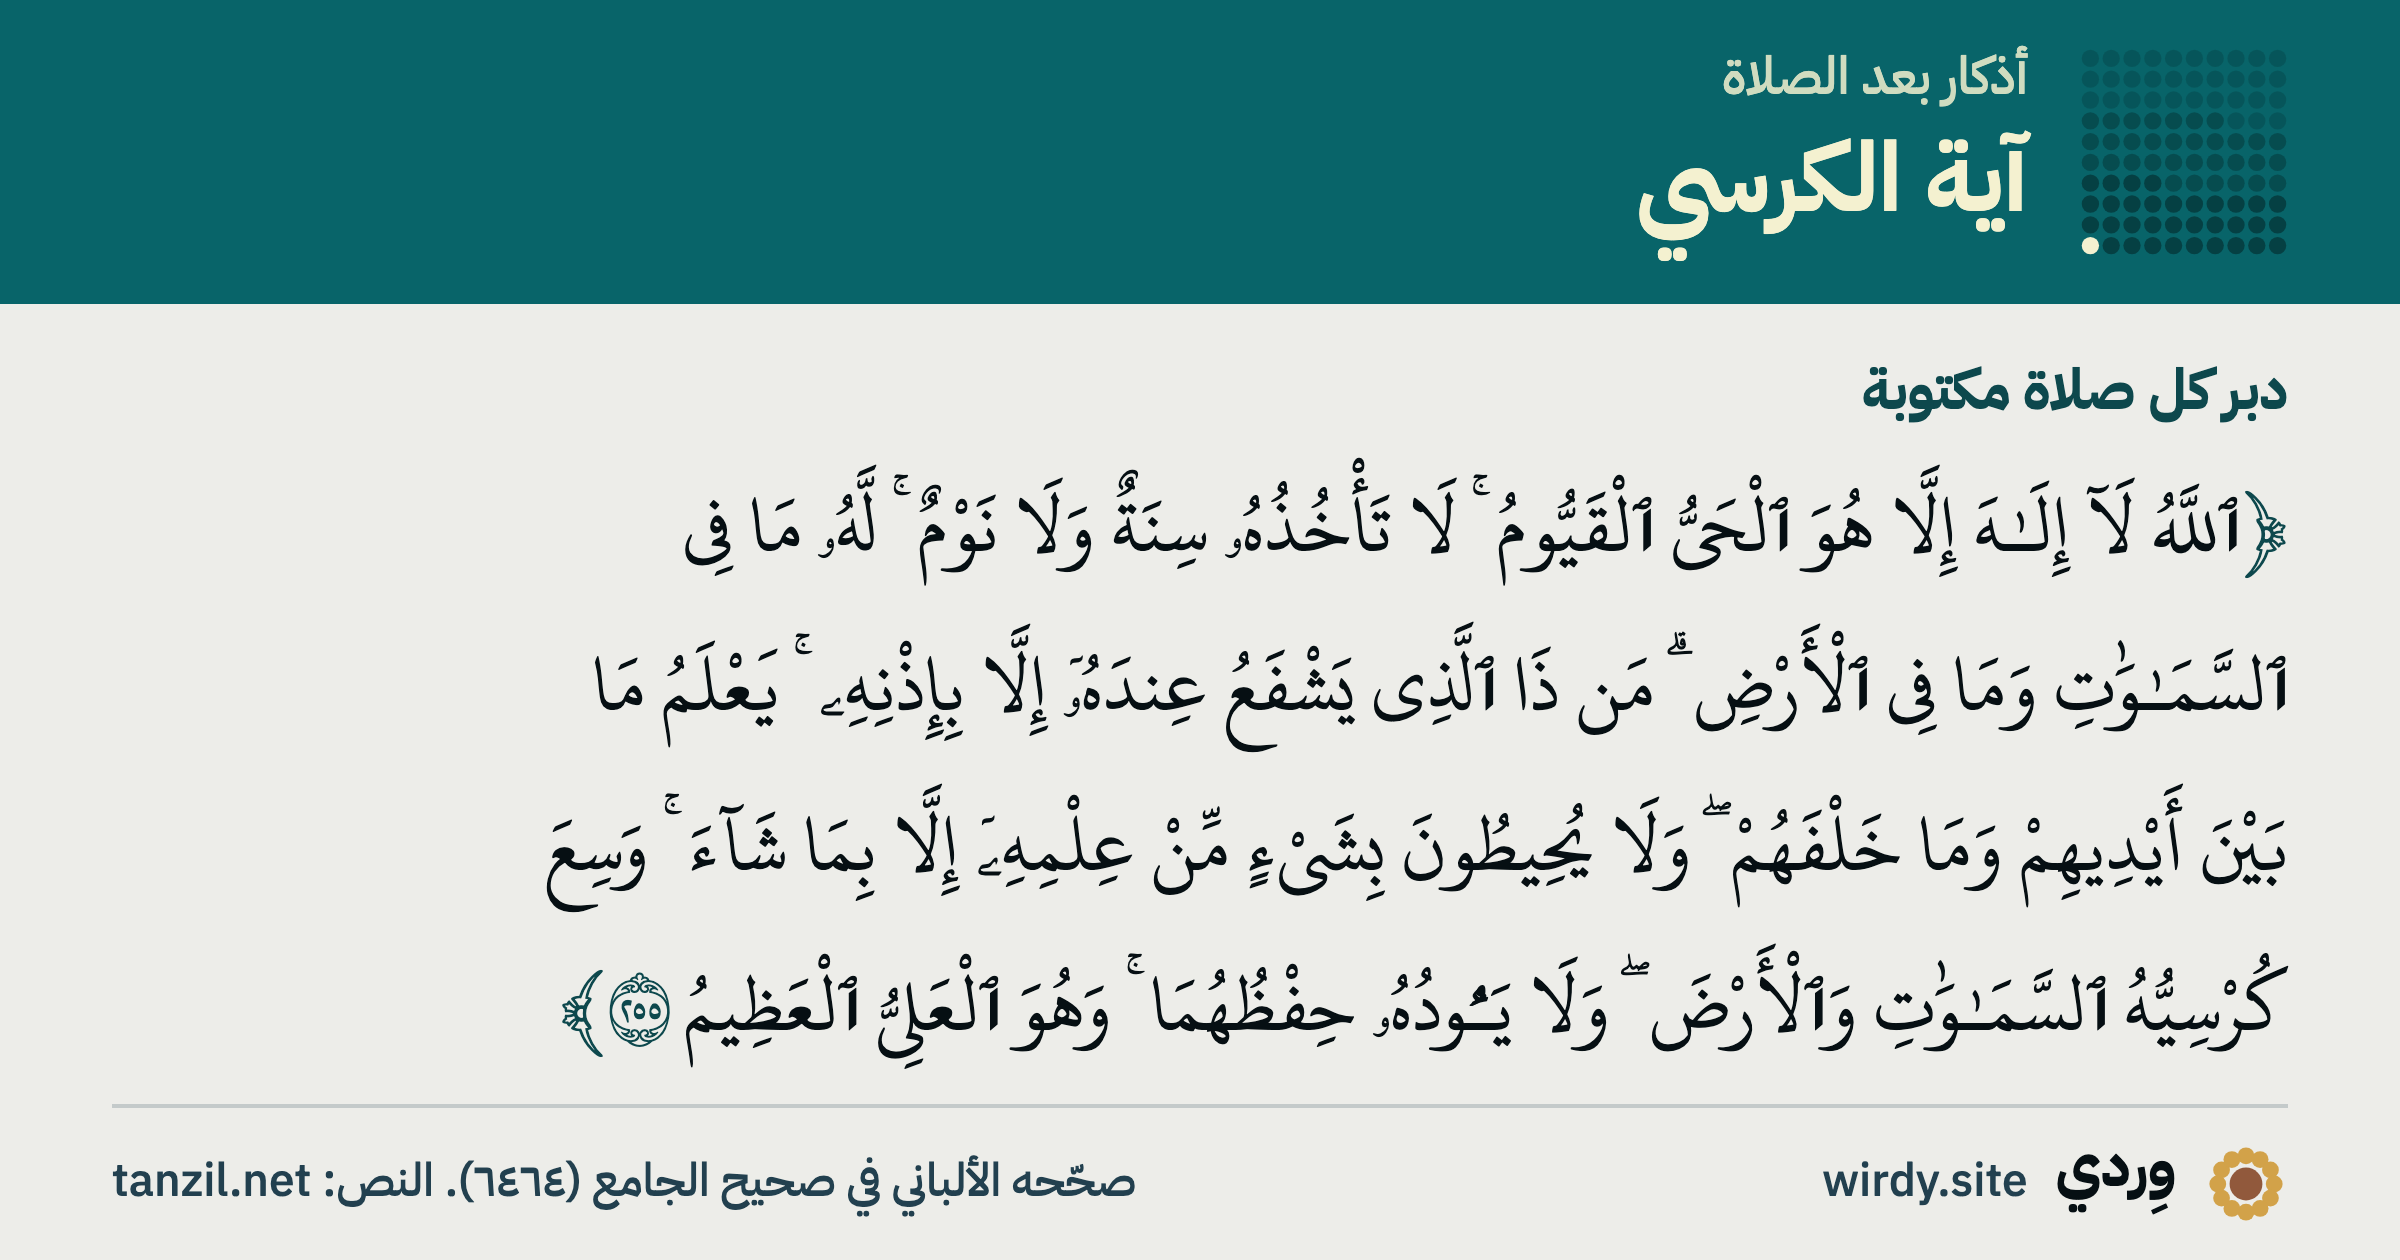 أذكار بعد الصلاة
آية الكرسي
دبر كل صلاة مكتوبة
﴿ٱللَّهُ لَآ إِلَـٰهَ إِلَّا هُوَ ٱلْحَىُّ ٱلْقَيُّومُ ۚ لَا تَأْخُذُهُۥ سِنَةٌ وَلَا نَوْمٌ ۚ لَّهُۥ مَا فِى
ٱلسَّمَـٰوَٰتِ وَمَا فِى ٱلْأَرْضِ ۗ مَن ذَا ٱلَّذِى يَشْفَعُ عِندَهُۥٓ إِلَّا بِإِذْنِهِۦ ۚ يَعْلَمُ مَا
بَيْنَ أَيْدِيهِمْ وَمَا خَلْفَهُمْ ۖ وَلَا يُحِيطُونَ بِشَىْءٍ مِّنْ عِلْمِهِۦٓ إِلَّا بِمَا شَآءَ ۚ وَسِعَ
كُرْسِيُّهُ ٱلسَّمَـٰوَٰتِ وَٱلْأَرْضَ ۖ وَلَا يَـُٔودُهُۥ حِفْظُهُمَا ۚ وَهُوَ ٱلْعَلِىُّ ٱلْعَظِيمُ ٢٥٥﴾
وِردي wirdy.site
صحّحه الألباني في صحيح الجامع (٦٤٦٤). النص: tanzil.net